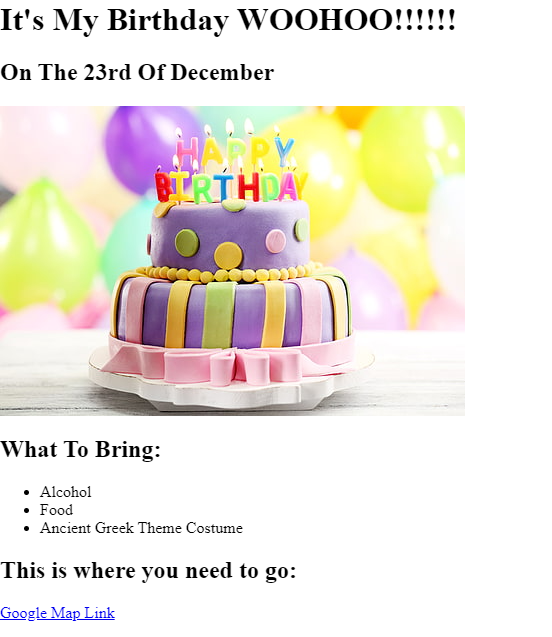 It's My Birthday WOOHOO!!!!!!
On The 23rd Of December
HAPPY
BIRTHDAY
What To Bring:
Alcohol
Food
Ancient Greek Theme Costume
This is where you need to go:
Google Map Link